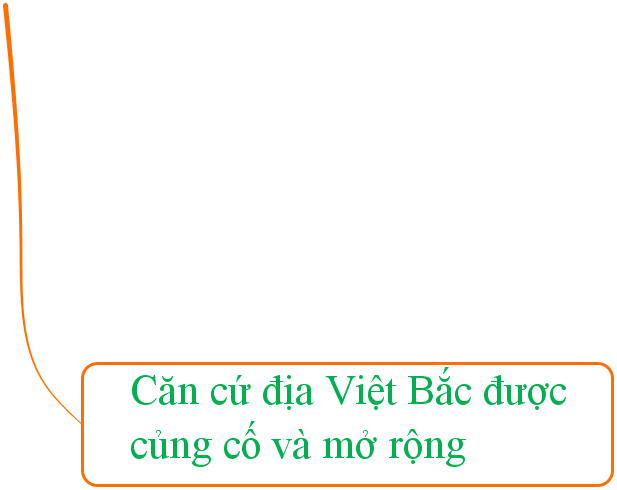 Căn cứ địa Việt Bắc được
củng cố và mở rộng